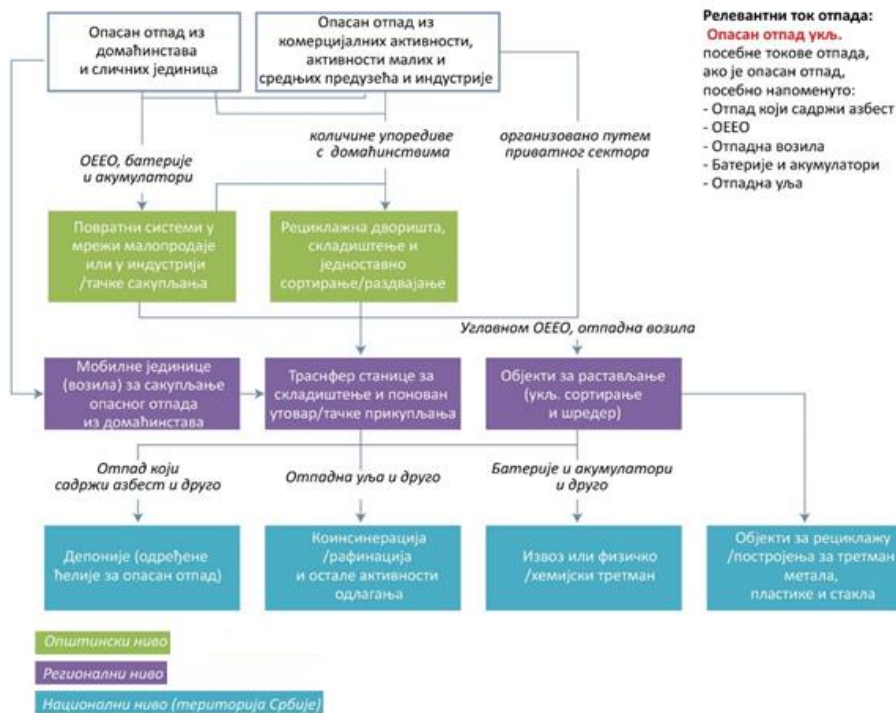 Опасан отпад из
домаћинстава
и сличних јединица
Опасан отпад из
комерцијалних активности,
активности малих и
средњих предузећа и индустрије
Релевантни ток отпада:
Опасан отпад укљ.
посебне токове отпада,
ако је опасан отпад,
посебно напоменуто:
- Отпад који садржи азбест
- ОЕЕО
- Отпадна возила
- Батерије и акумулатори
- Отпадна уља
ОЕЕО, батерије
и акумулатори
количине упоредиве
с домаћинствима
организовано путем
приватног сектора
Повратни системи у
мрежи малопродаје
или у индустрији
/тачке сакупљања
Рециклажна дворишта,
складиштење и
једноставно
сортирање/раздвајање
Углавном ОЕЕО, отпадна возила
Мобилне јединице
(возила) за сакупљање
опасног отпада
из домаћинстава
Траснфер станице за
складиштење и понован
утовар/тачке прикупљања
Објекти за растављање
(укљ. сортирање
и шредер)
Отпад који
садржи азбест и друго
Отпадна уља и друго
Батерије и акумулатори
и друго
Депоније (одређене
ћелије за опасан отпад)
Коинсинерација
/рафинација
и остале активности
одлагања
Извоз или физичко
/хемијски третман
Објекти за рециклажу
/постројења за третман
метала,
пластике и стакла
Општински ниво
Регионални ниво
Национални ниво (територија Србије)